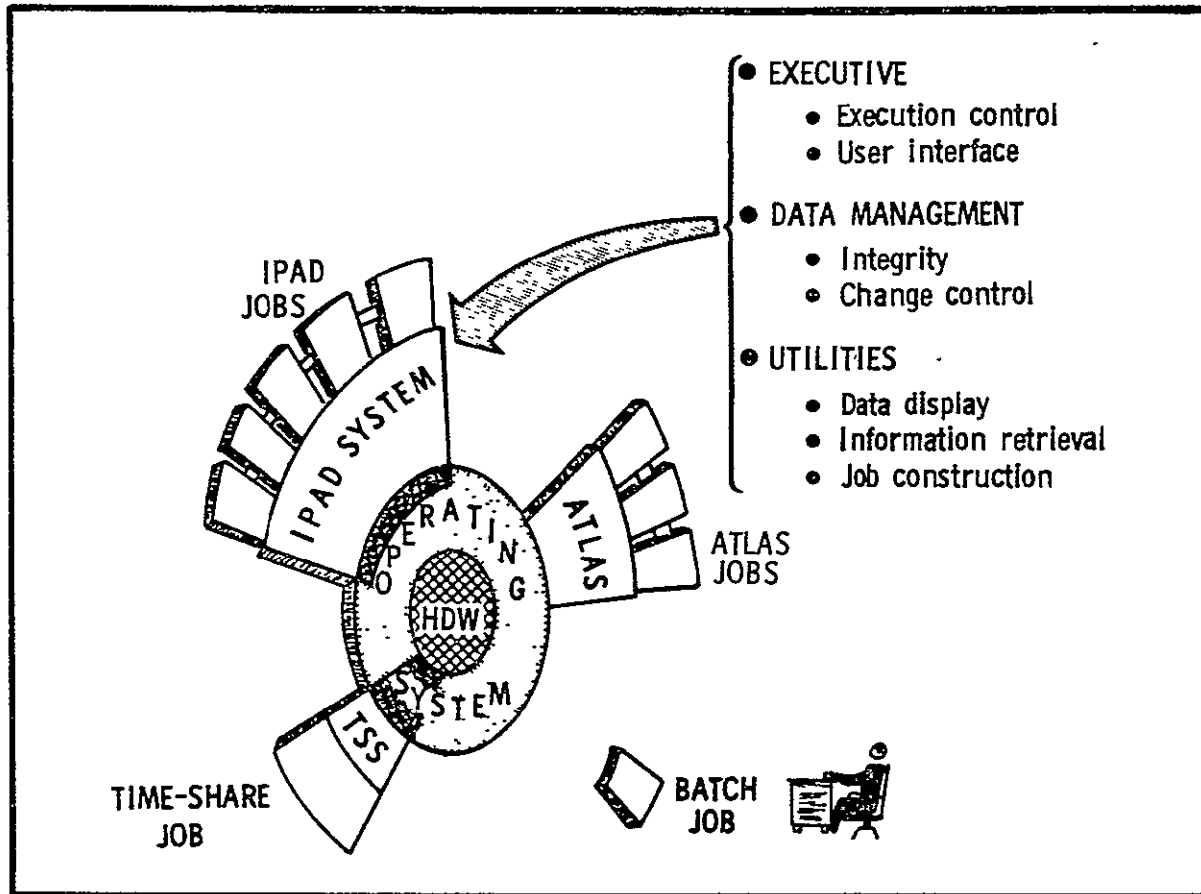 ● EXECUTIVE
● Execution control
● User interface
● DATA MANAGEMENT
● Integrity
● Change control
● UTILITIES
● Data display
● Information retrieval
● Job construction
IPAD
JOBS
IPAD SYSTEM
OPERATING
SYSTEM
HDW
ATLAS
ATLAS
JOBS
TSS
TIME-SHARE
JOB
BATCH
JOB